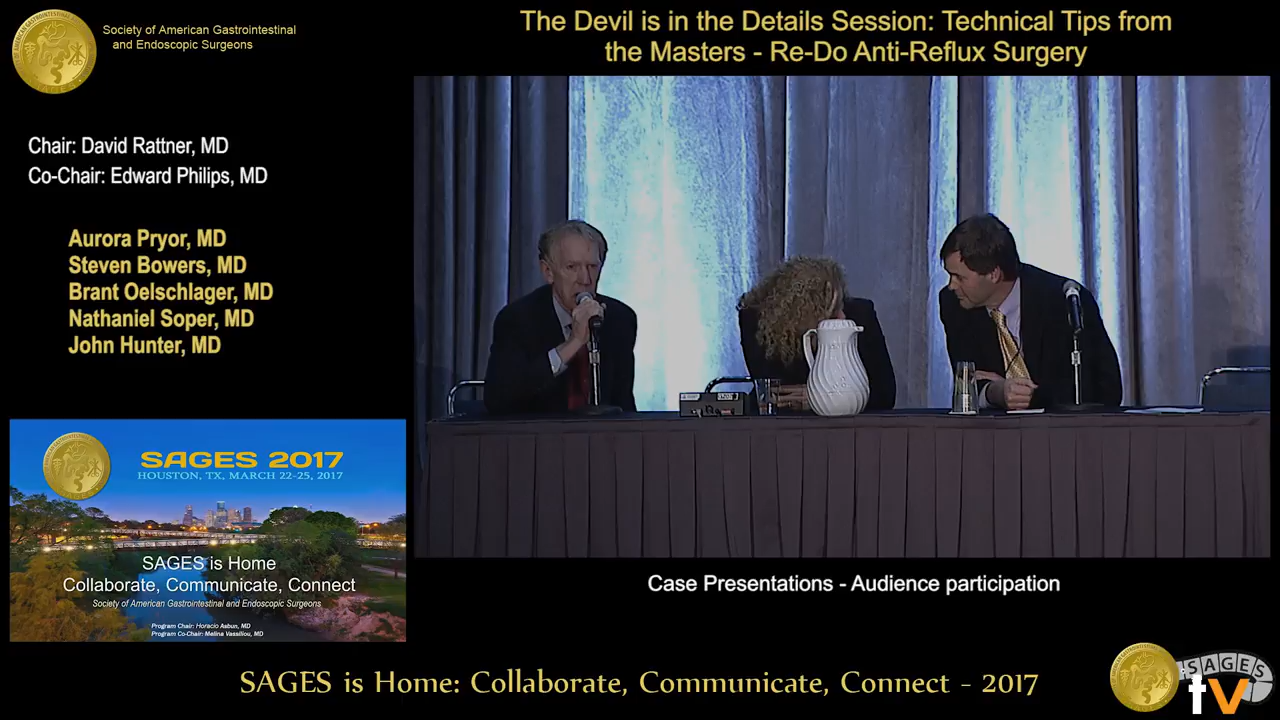 Society of American Gastrointestinal
and Endoscopic Surgeons
The Devil is in the Details Session: Technical Tips from
the Masters - Re-Do Anti-Reflux Surgery
Chair: David Rattner, MD
Co-Chair: Edward Philips, MD
Aurora Pryor, MD
Steven Bowers, MD
Brant Oelschlager, MD
Nathaniel Soper, MD
John Hunter, MD
SAGES 2017
HOUSTON, TX, MARCH 22-25, 2017
SAGES is Home
Collaborate, Communicate, Connect
Society of American Gastrointestinal and Endoscopic Surgeons
Program Chair: Horacio Asbun, MD
Program Co-Chair: Melina Vassiliou, MD
Case Presentations - Audience participation
SAGES is Home: Collaborate, Communicate, Connect - 2017
SAGES
tv